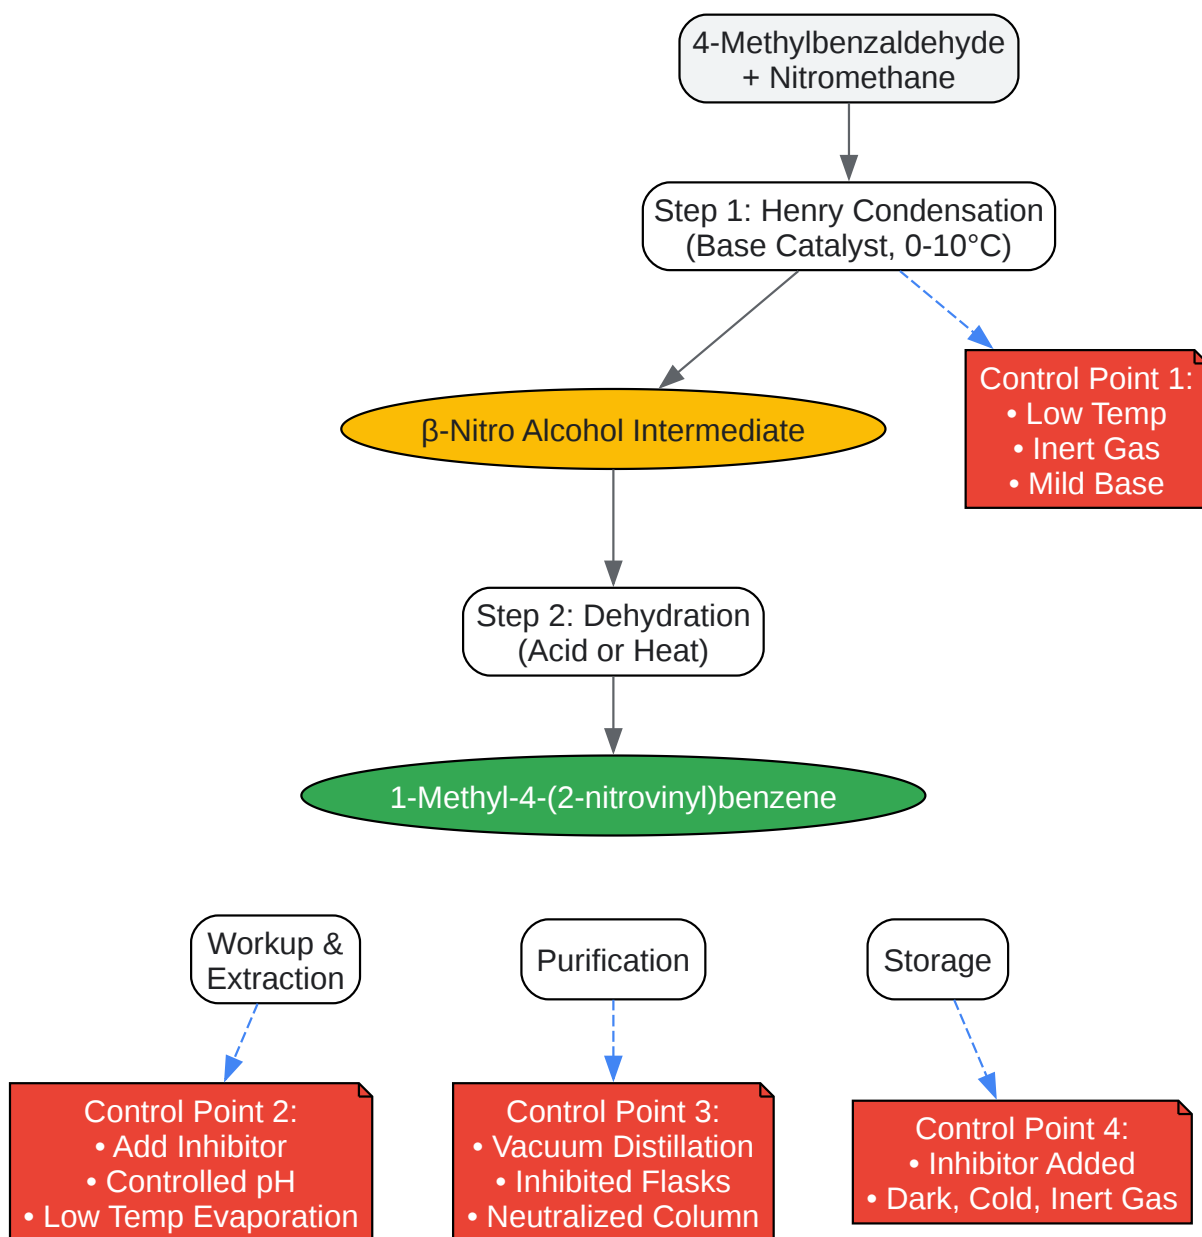 4-Methylbenzaldehyde
+ Nitromethane
Step 1: Henry Condensation
(Base Catalyst, 0-10°C)
Control Point 1:
• Low Temp
• Inert Gas
• Mild Base
β-Nitro Alcohol Intermediate
Step 2: Dehydration
(Acid or Heat)
1-Methyl-4-(2-nitrovinyl)benzene
Workup &
Extraction
Purification
Storage
Control Point 2:
• Add Inhibitor
• Controlled pH
• Low Temp Evaporation
Control Point 3:
• Vacuum Distillation
• Inhibited Flasks
• Neutralized Column
Control Point 4:
• Inhibitor Added
• Dark, Cold, Inert Gas